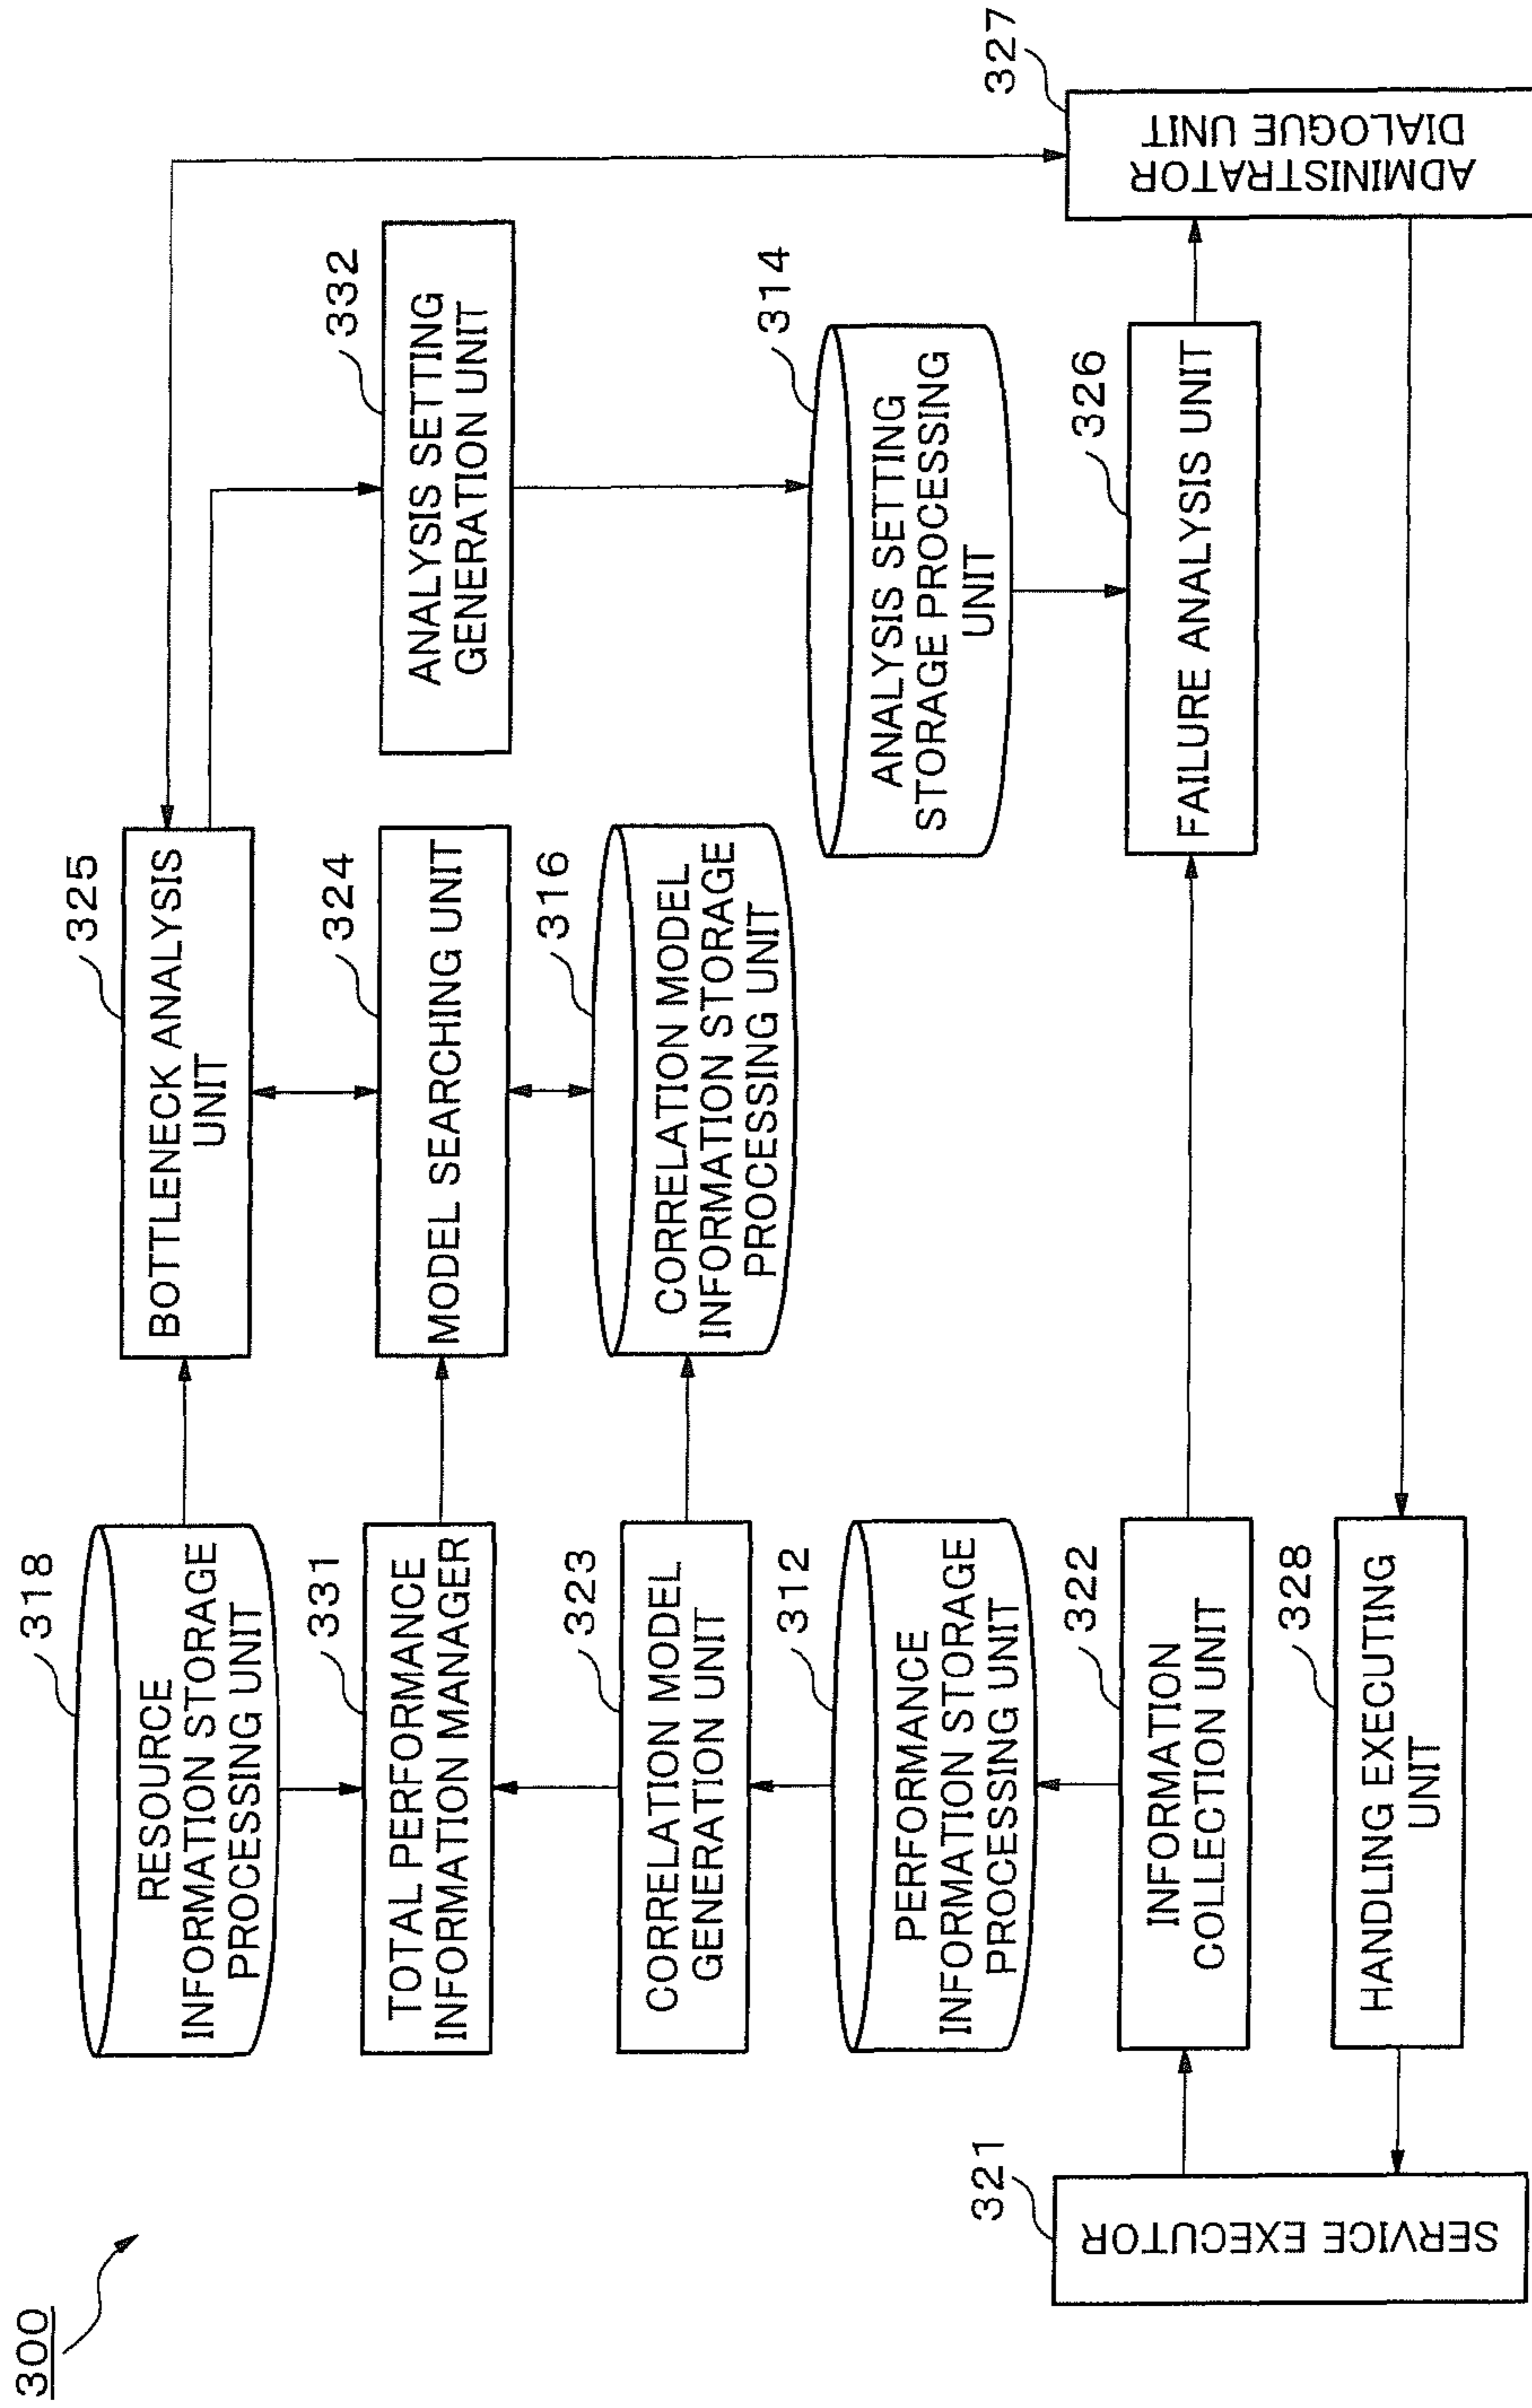 300
318
RESOURCE
INFORMATION STORAGE
PROCESSING UNIT
325
BOTTLENECK ANALYSIS
UNIT
331
TOTAL PERFORMANCE
INFORMATION MANAGER
324
MODEL SEARCHING UNIT
332
ANALYSIS SETTING
GENERATION UNIT
323
CORRELATION MODEL
GENERATION UNIT
316
CORRELATION MODEL
INFORMATION STORAGE
PROCESSING UNIT
312
PERFORMANCE
INFORMATION STORAGE
PROCESSING UNIT
314
ANALYSIS SETTING
STORAGE PROCESSING
UNIT
321
SERVICE EXECUTOR
322
INFORMATION
COLLECTION UNIT
326
FAILURE ANALYSIS UNIT
327
ADMINISTRATOR
DIALOGUE UNIT
328
HANDLING EXECUTING
UNIT